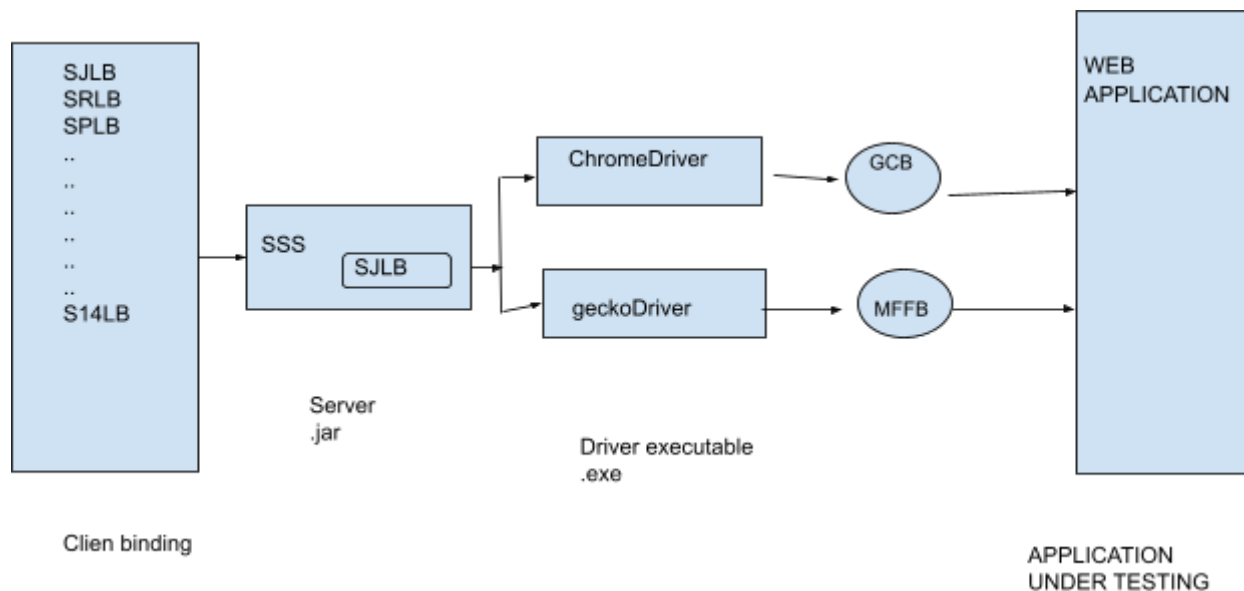 SJLB
SRLB
SPLB
..
..
..
..
..
..
S14LB
Clien binding
SSS
SJLB
Server
.jar
ChromeDriver
geckoDriver
Driver executable
.exe
GCB
MFFB
WEB
APPLICATION
APPLICATION
UNDER TESTING